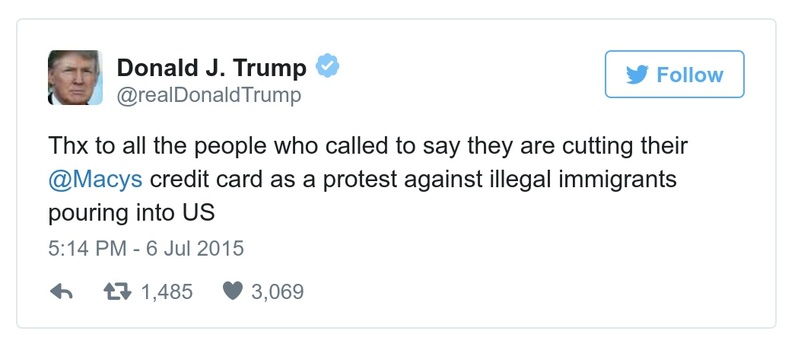 Donald J. Trump
@realDonaldTrump
Follow
Thx to all the people who called to say they are cutting their
@Macys credit card as a protest against illegal immigrants
pouring into US
5:14 PM - 6 Jul 2015
1,485 3,069